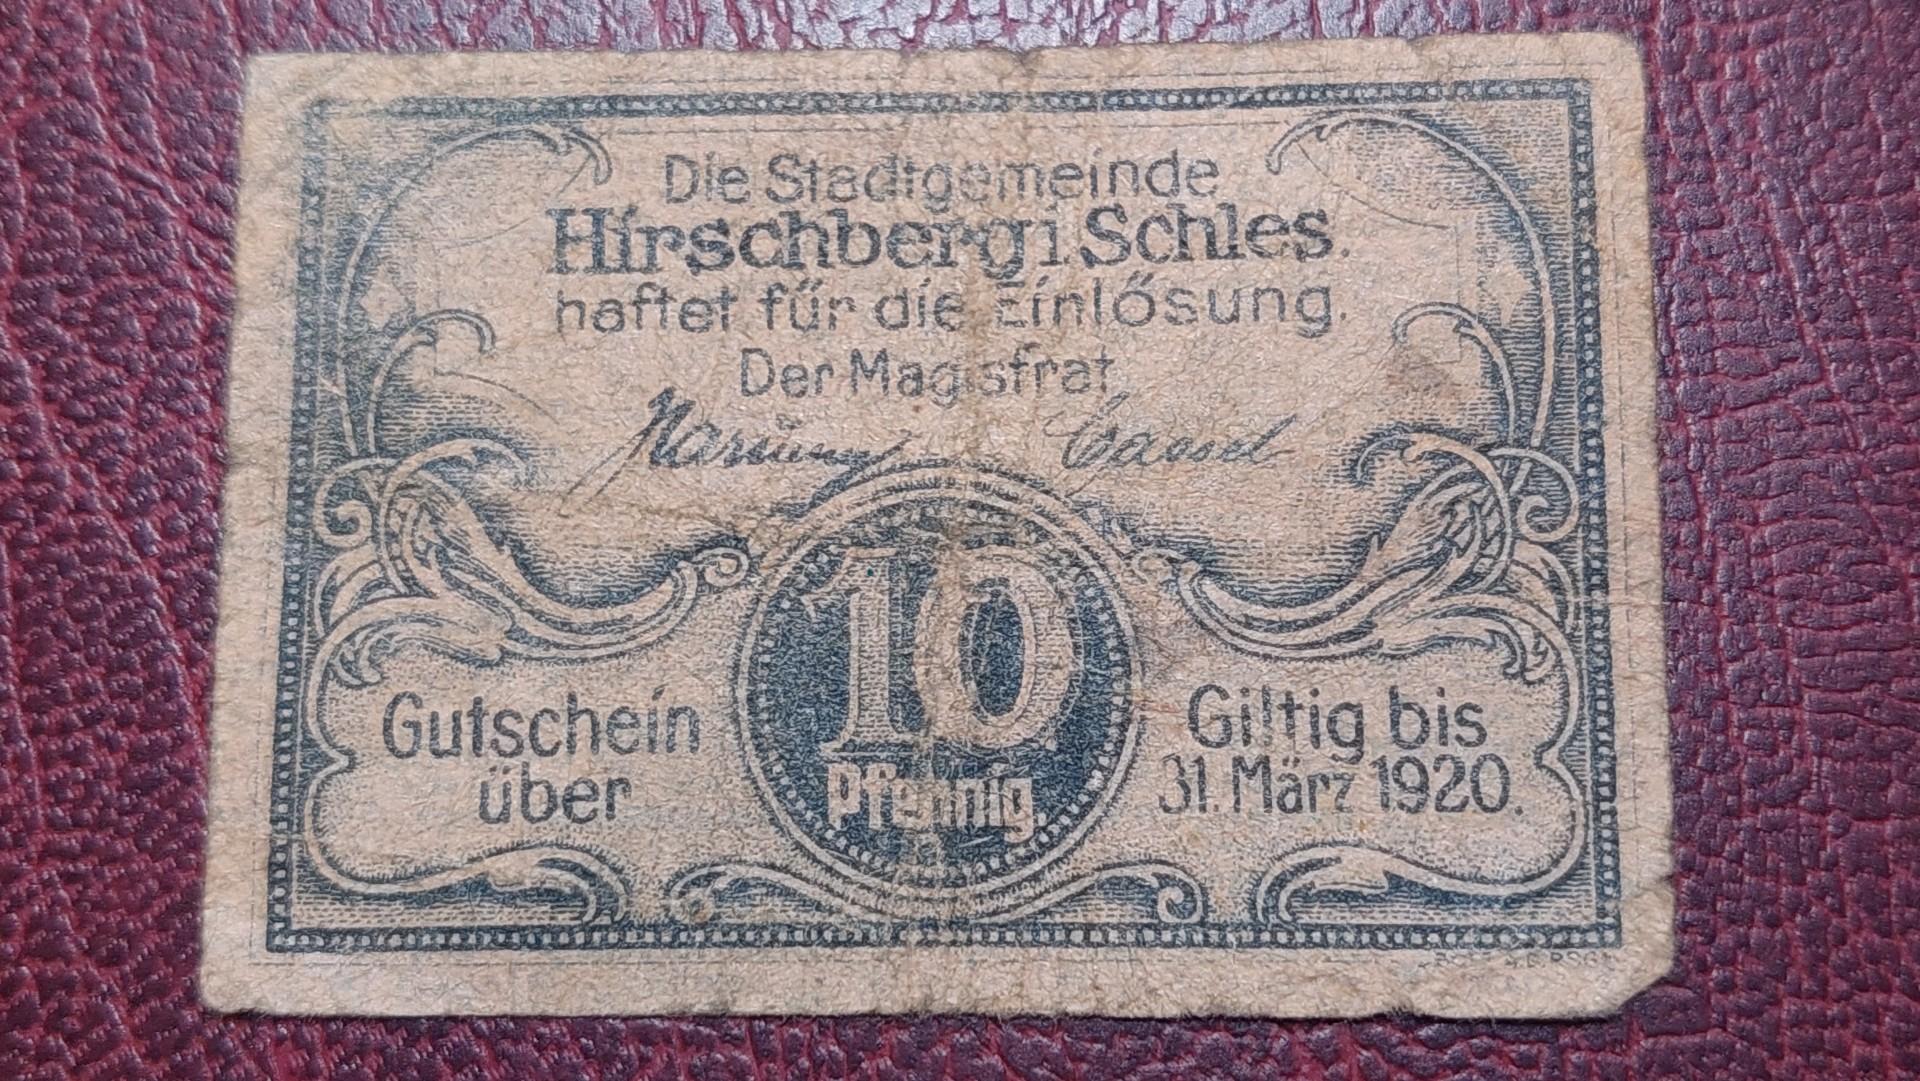 Die Stadtgemeinde
Hirschberg i Schles.
haftet für die Einlösung.
Der Magistrat
Gutschein
über
10
Pfennig.
Giltig bis
31. März 1920.